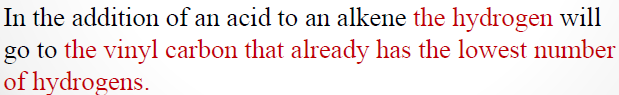 In the addition of an acid to an alkene the hydrogen will
go to the vinyl carbon that already has the lowest number
of hydrogens.